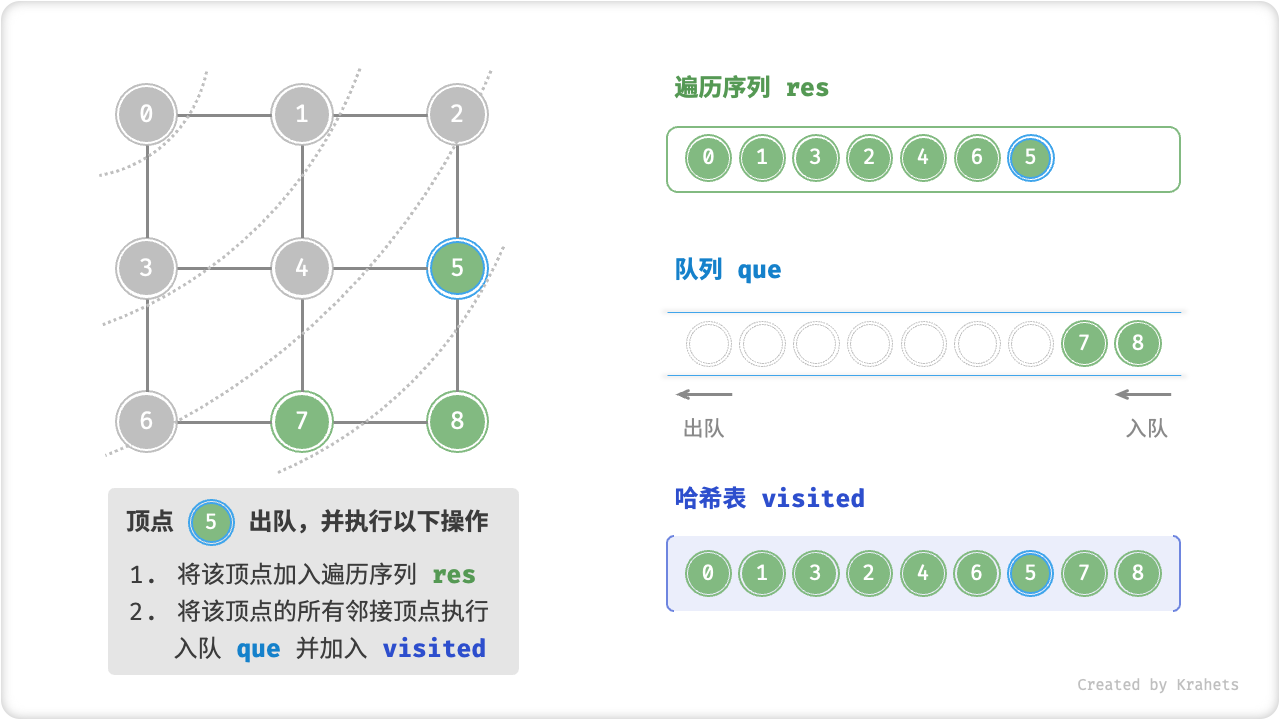 0 1 2
3 4 5
6 7 8
顶点 5 出队，并执行以下操作
1. 将该顶点加入遍历序列 res
2. 将该顶点的所有邻接顶点执行
入队 que 并加入 visited
遍历序列 res
0 1 3 2 4 6 5
队列 que
7 8
出队 入队
哈希表 visited
0 1 3 2 4 6 5 7 8
Created by Krahets